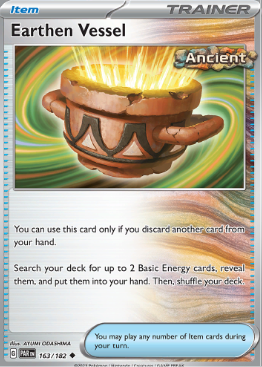 Item
TRAINER
Earthen Vessel
Ancient
You can use this card only if you discard another card from
your hand.
Search your deck for up to 2 Basic Energy cards, reveal
them, and put them into your hand. Then, shuffle your deck.
Illus. AYUMI ODASHIMA
G PAR EN 163/182
You may play any number of Item cards during
your turn.